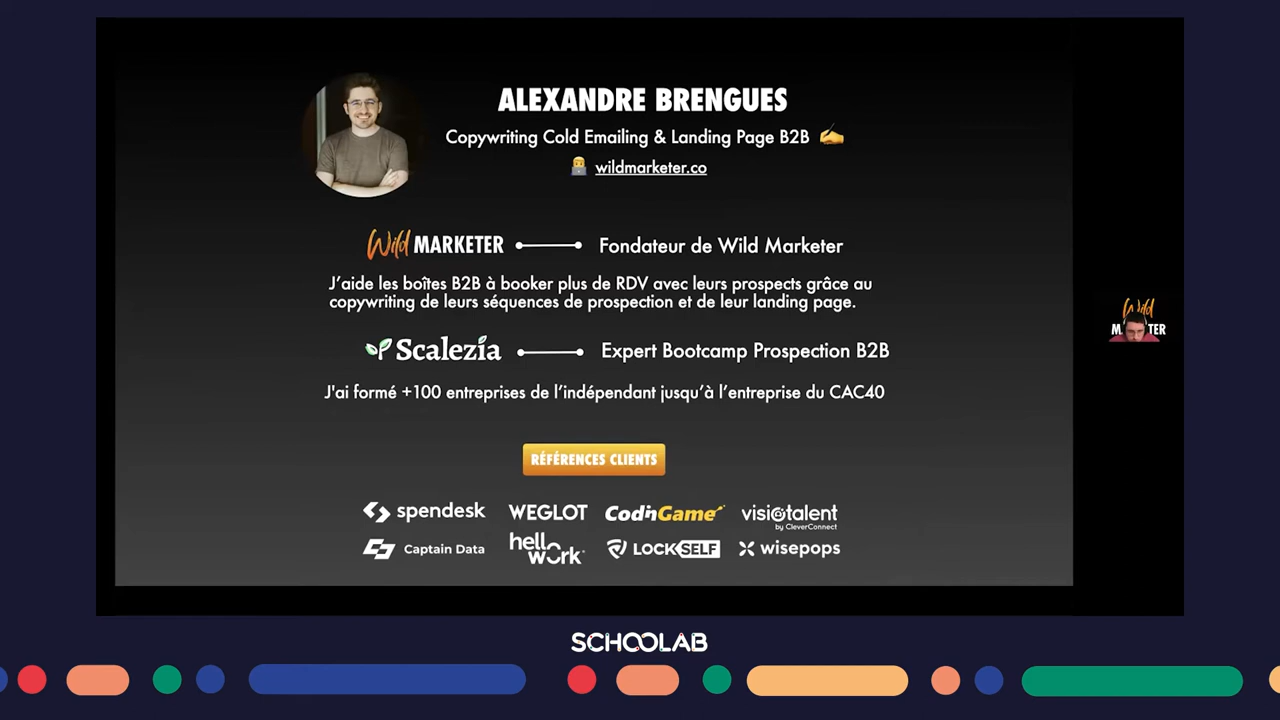 ALEXANDRE BRENGUES
Copywriting Cold Emailing & Landing Page B2B
wildmarketer.co
Wild MARKETER
Fondateur de Wild Marketer
J'aide les boîtes B2B à booker plus de RDV avec leurs prospects grâce au
copywriting de leurs séquences de prospection et de leur landing page.
Scalezia
Expert Bootcamp Prospection B2B
J'ai formé +100 entreprises de l'indépendant jusqu'à l'entreprise du CAC40
RÉFÉRENCES CLIENTS
spendesk WEGLOT CodinGame visiotalent
by CleverConnect
Captain Data hellowork LOCKSELF wisepops
Wild
SCHOOLAB